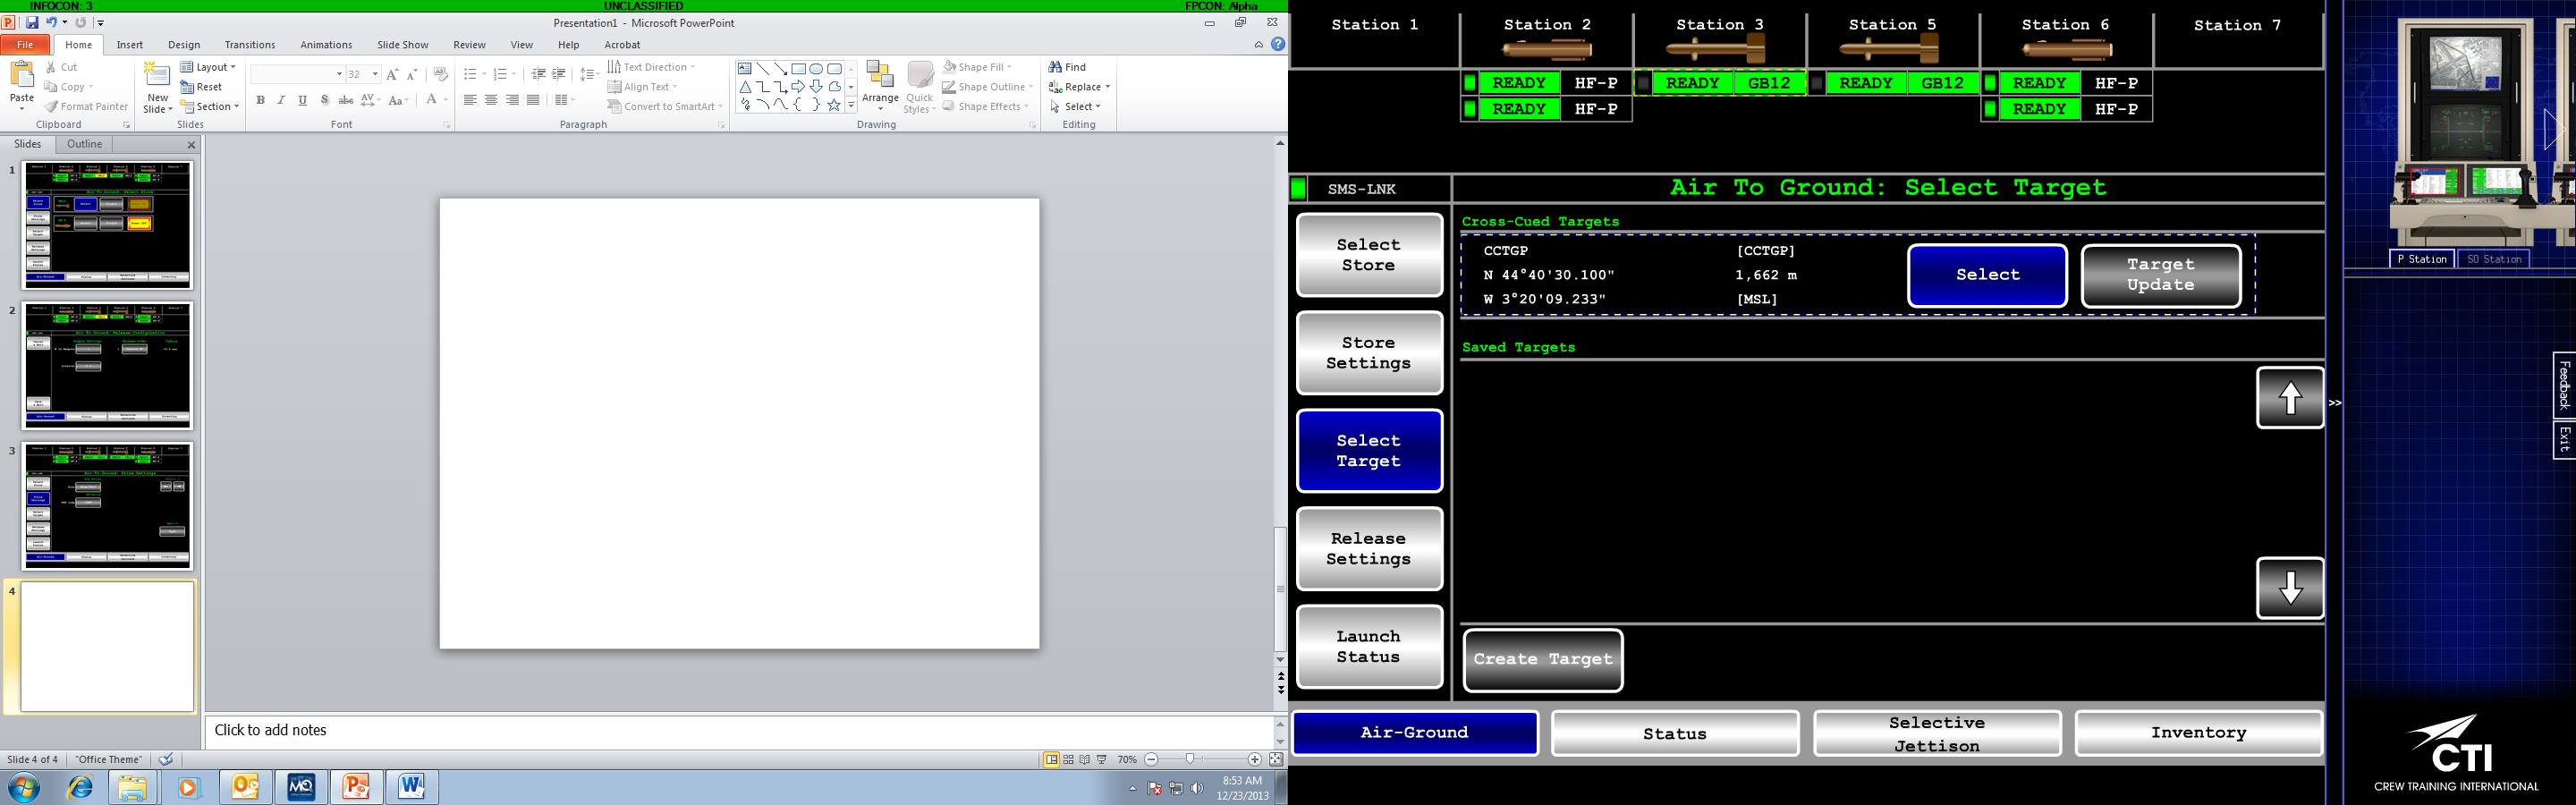 INFOCON: 3
UNCLASSIFIED
FPCON: Alpha
Presentation1 - Microsoft PowerPoint
File Home Insert Design Transitions Animations Slide Show Review View Help Acrobat
Paste
Cut
Copy
Format Painter
Clipboard
New
Slide
Layout
Reset
Section
Slides
32
Font
Text Direction
Align Text
Convert to SmartArt
Paragraph
Arrange
Quick
Styles
Shape Fill
Shape Outline
Shape Effects
Drawing
Find
Replace
Select
Editing
Slides Outline
1
2
3
4
Click to add notes
Slide 4 of 4 "Office Theme"
70%
8:53 AM
12/23/2013
Station 1 Station 2 Station 3 Station 5 Station 6 Station 7
READY HF-P READY GB12 READY GB12 READY HF-P
READY HF-P READY HF-P
SMS-LNK
Air To Ground: Select Target
Select
Store
Store
Settings
Select
Target
Release
Settings
Launch
Status
Cross-Cued Targets
CCTGP [CCTGP]
N 44°40'30.100" 1,662 m
W 3°20'09.233" [MSL]
Select
Target
Update
Saved Targets
Create Target
Air-Ground
Status
Selective
Jettison
Inventory
>>
P Station SO Station
Feedback
Exit
CTI
CREW TRAINING INTERNATIONAL